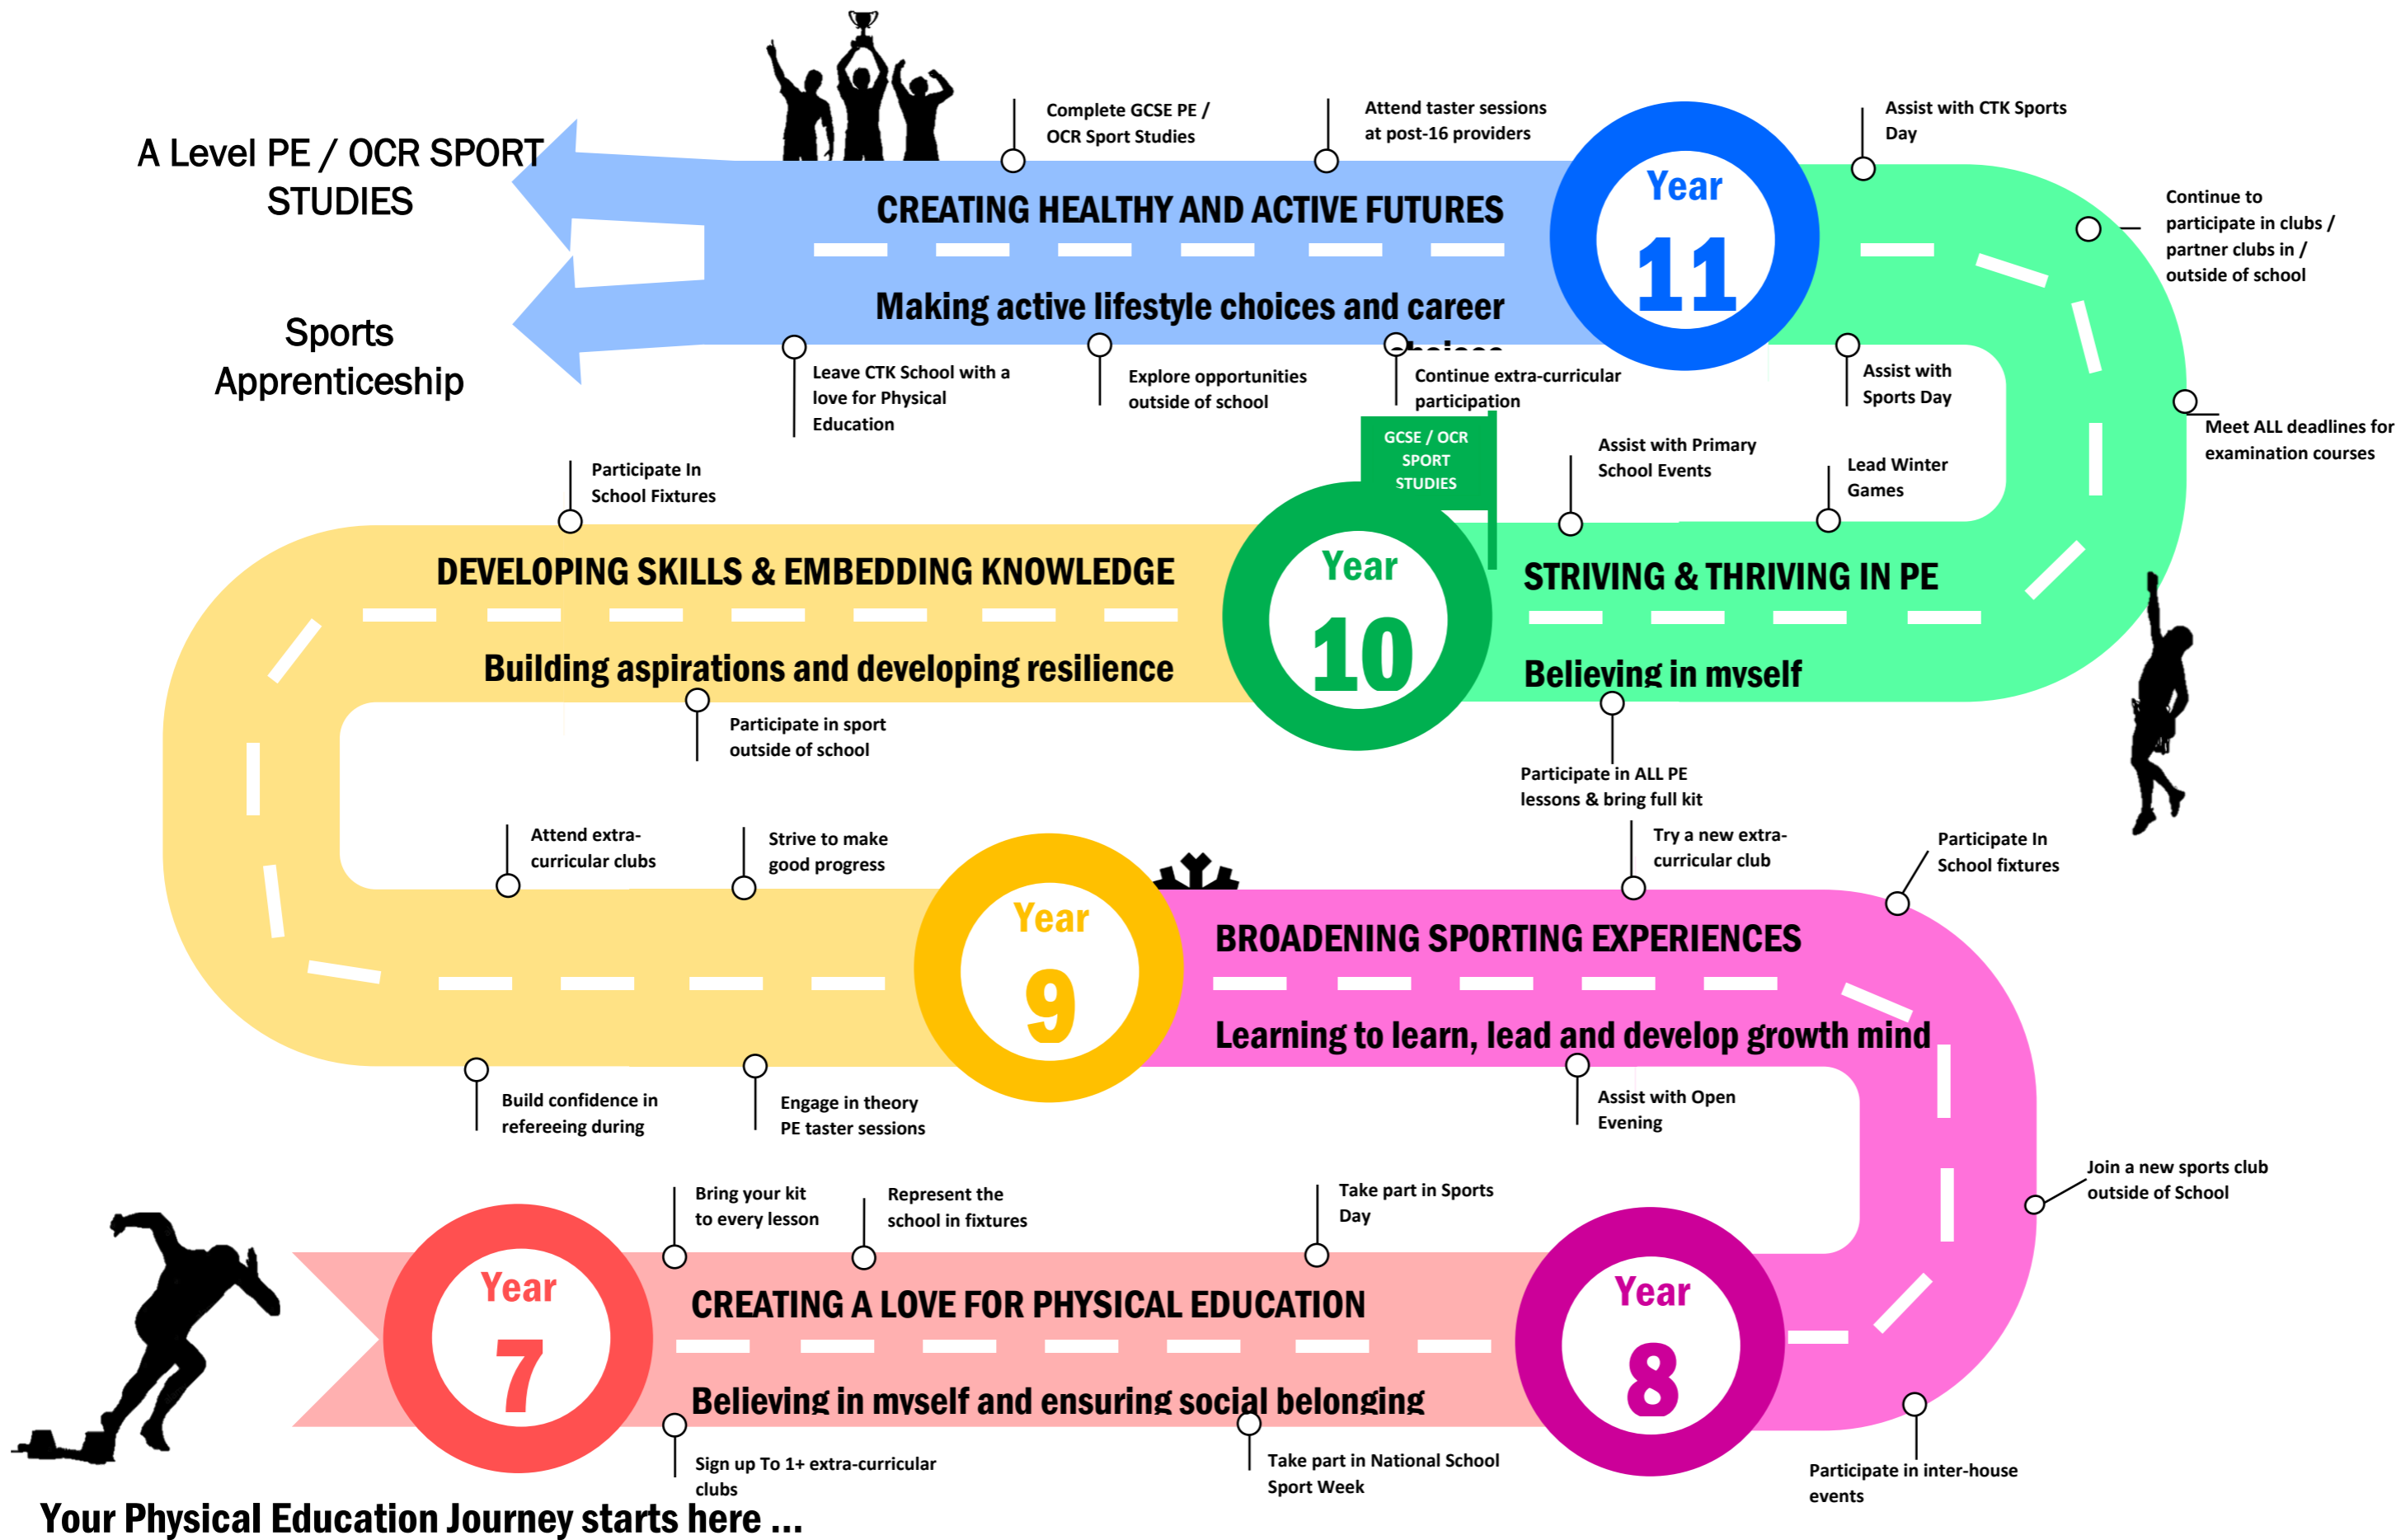 Complete GCSE PE /
OCR Sport Studies
Attend taster sessions
at post-16 providers
Assist with CTK Sports
Day
A Level PE / OCR SPORT
STUDIES
CREATING HEALTHY AND ACTIVE FUTURES
Year
11
Continue to
participate in clubs /
partner clubs in /
outside of school
Making active lifestyle choices and career
choices
Sports
Apprenticeship
Leave CTK School with a
love for Physical
Education
Explore opportunities
outside of school
Continue extra-curricular
participation
Assist with
Sports Day
Meet ALL deadlines for
examination courses
GCSE / OCR
SPORT
STUDIES
Assist with Primary
School Events
Lead Winter
Games
Participate In
School Fixtures
DEVELOPING SKILLS & EMBEDDING KNOWLEDGE
Year
10
STRIVING & THRIVING IN PE
Building aspirations and developing resilience
Believing in myself
Participate in sport
outside of school
Participate in ALL PE
lessons & bring full kit
Attend extra-
curricular clubs
Strive to make
good progress
Try a new extra-
curricular club
Participate In
School fixtures
Year
9
BROADENING SPORTING EXPERIENCES
Learning to learn, lead and develop growth mind
Build confidence in
refereeing during
Engage in theory
PE taster sessions
Assist with Open
Evening
Join a new sports club
outside of School
Bring your kit
to every lesson
Represent the
school in fixtures
Take part in Sports
Day
Year
7
CREATING A LOVE FOR PHYSICAL EDUCATION
Year
8
Believing in myself and ensuring social belonging
Sign up To 1+ extra-curricular
clubs
Take part in National School
Sport Week
Participate in inter-house
events
Your Physical Education Journey starts here ...